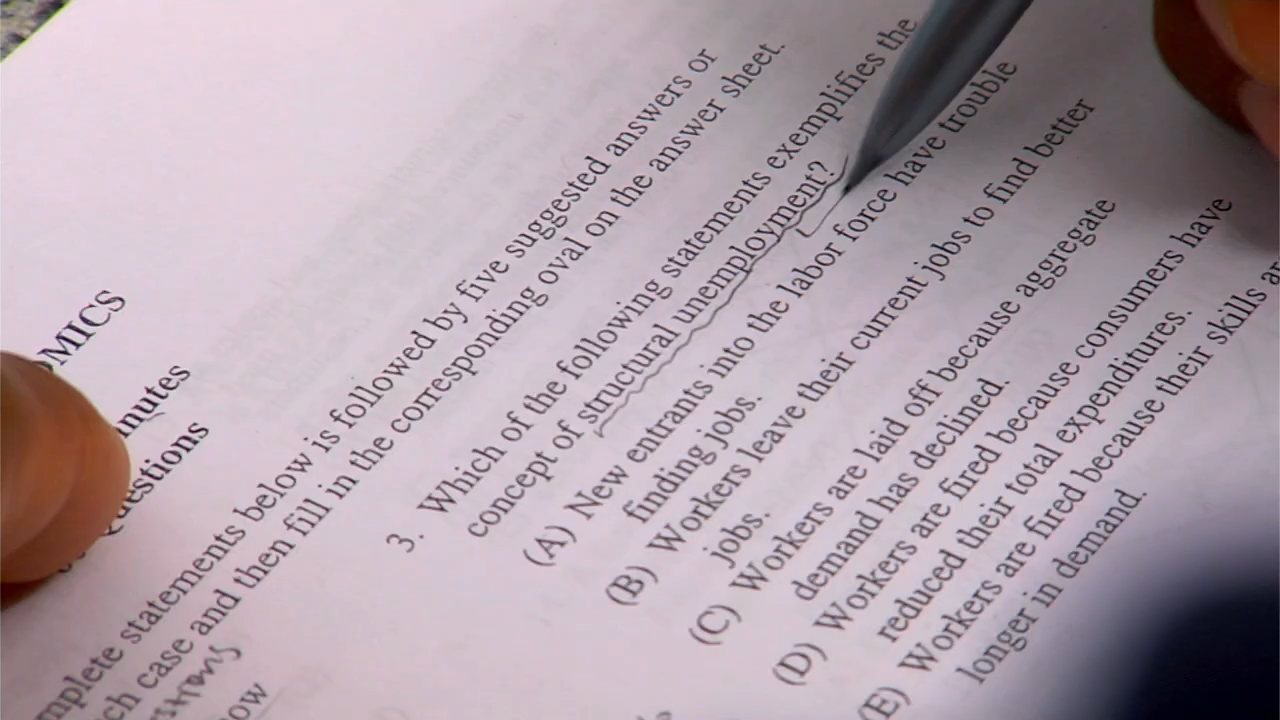 MICS
minutes
estions
mplete statements below is followed by five suggested answers or
ch case and then fill in the corresponding oval on the answer sheet.
ow
3. Which of the following statements exemplifies the
concept of structural unemployment?
(A) New entrants into the labor force have trouble
finding jobs.
(B) Workers leave their current jobs to find better
jobs.
(C) Workers are laid off because aggregate
demand has declined.
(D) Workers are fired because consumers have
reduced their total expenditures.
(E) Workers are fired because their skills a
longer in demand.